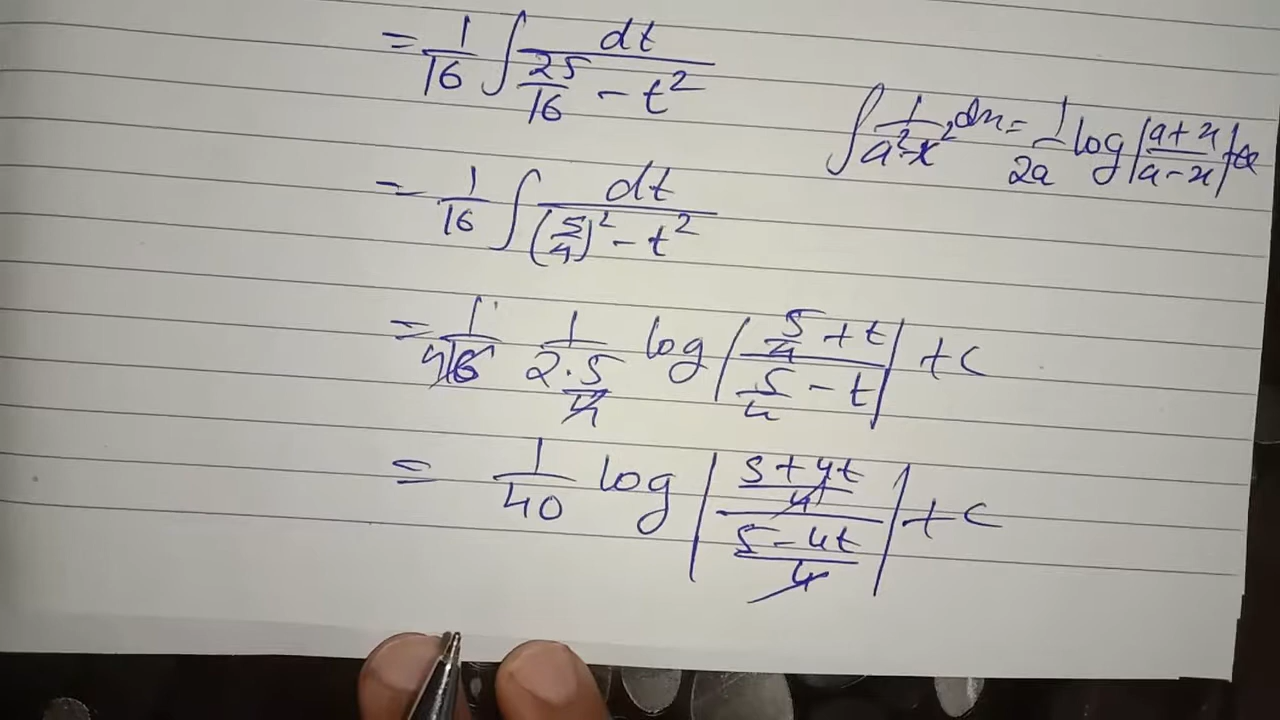 = 1/16 ∫ dt / (25/16 - t²)
∫ 1/(a²-x²) dx = 1/2a log |(a+x)/(a-x)| +c
= 1/16 ∫ dt / ((5/4)² - t²)
= 1/16 1/(2·5/4) log |(5/4 + t)/(5/4 - t)| + c
= 1/40 log |((5+4t)/4)/((5-4t)/4)| + c